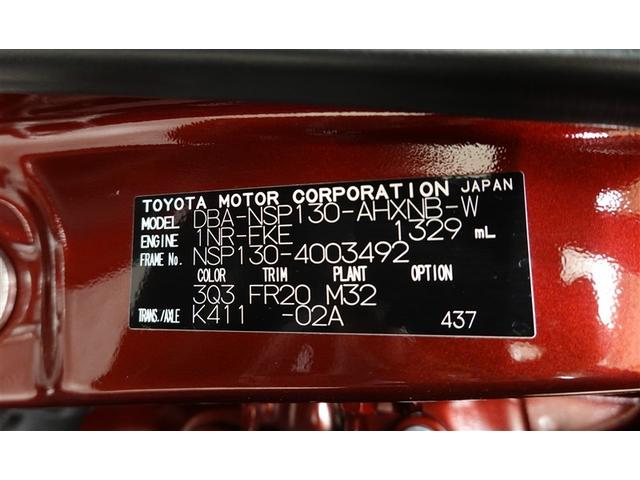 TOYOTA MOTOR CORPORATION JAPAN
MODEL DBA-NSP130-AHXNB-W
ENGINE 1NR-FKE 1329 mL
FRAME No. NSP130-4003492
COLOR TRIM PLANT OPTION
3Q3 FR20 M32
TRANS./AXLE K411 -02A 437